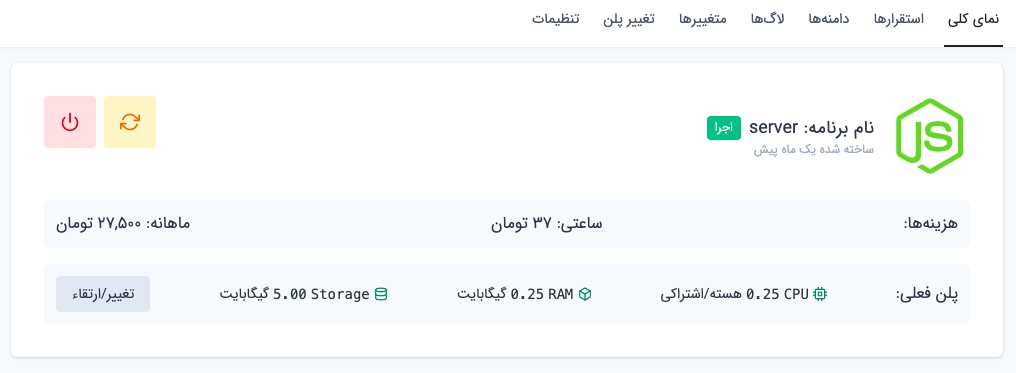 نمای کلی استقرارها دامنه‌ها لاگ‌ها متغییرها تغییر پلن تنظیمات
JS
نام برنامه: server اجرا
ساخته شده یک ماه پیش
هزینه‌ها: ساعتی: ۳۷ تومان ماهانه: ۲۷,۵۰۰ تومان
پلن فعلی: CPU 0.25 هسته/اشتراکی RAM 0.25 گیگابایت Storage 5.00 گیگابایت تغییر/ارتقاء